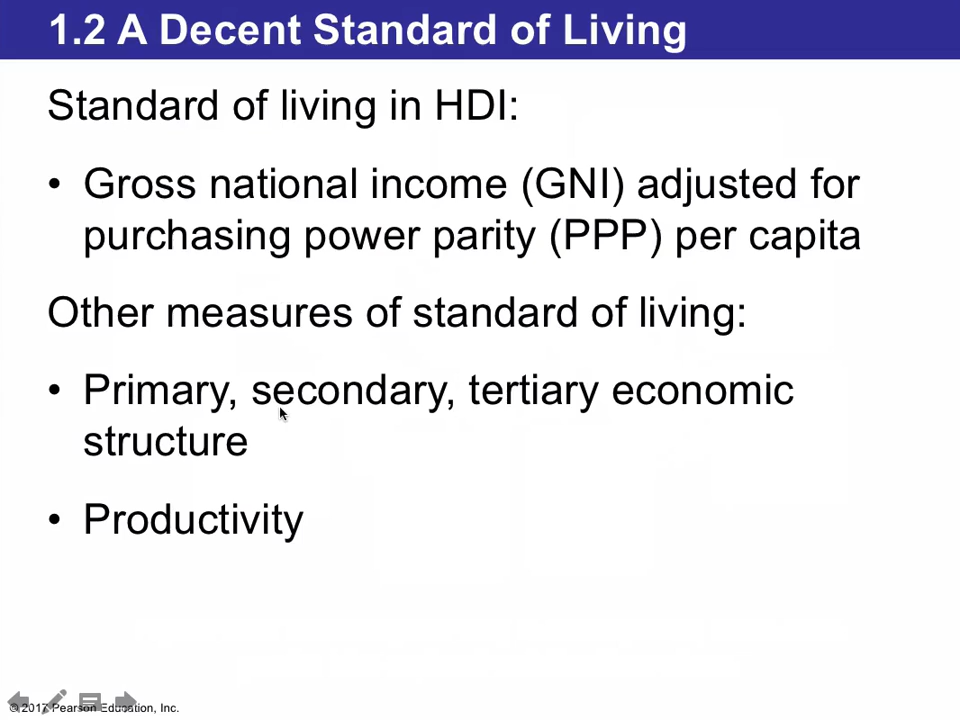 1.2 A Decent Standard of Living
Standard of living in HDI:
• Gross national income (GNI) adjusted for
purchasing power parity (PPP) per capita
Other measures of standard of living:
• Primary, secondary, tertiary economic
structure
• Productivity
© 2017 Pearson Education, Inc.